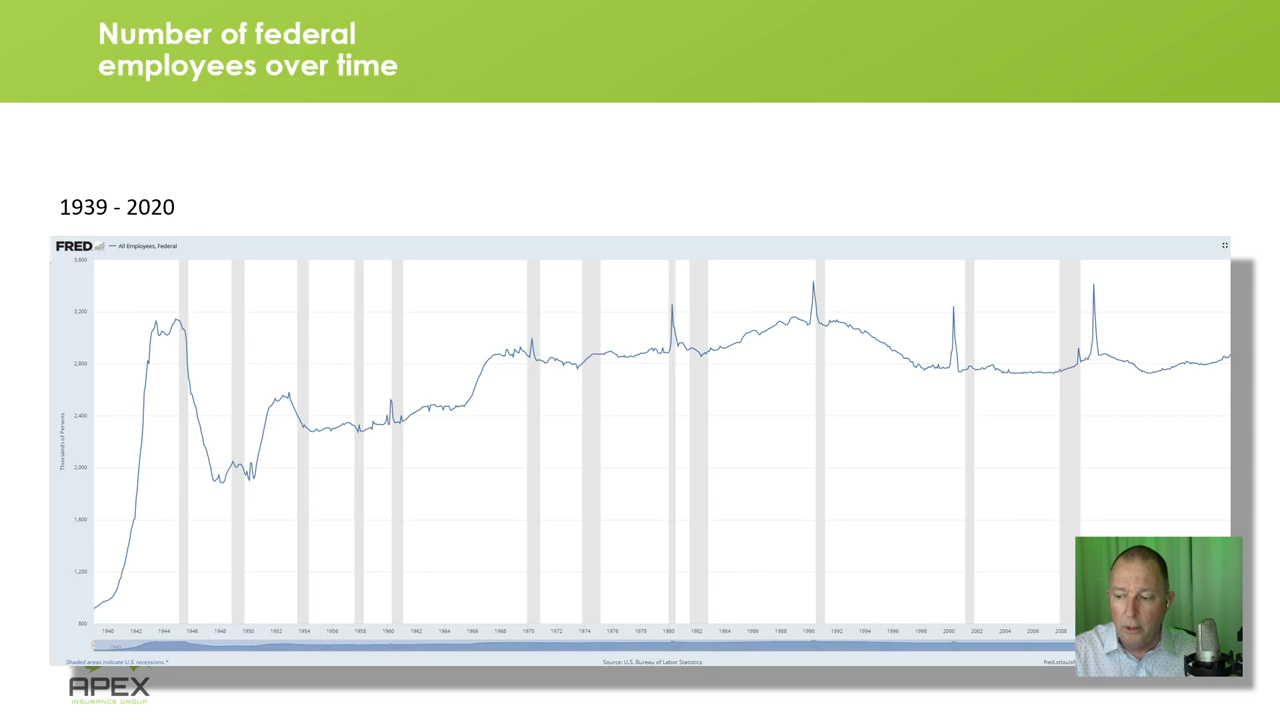 Number of federal
employees over time
1939 - 2020
FRED — All Employees, Federal
3,600
3,200
2,800
2,400
2,000
1,600
1,200
800
Thousands of Persons
1940 1942 1944 1946 1948 1950 1952 1954 1956 1958 1960 1962 1964 1966 1968 1970 1972 1974 1976 1978 1980 1982 1984 1986 1988 1990 1992 1994 1996 1998 2000 2002 2004 2006 2008
Shaded areas indicate U.S. recessions.*
Source: U.S. Bureau of Labor Statistics
APEX
INSURANCE GROUP